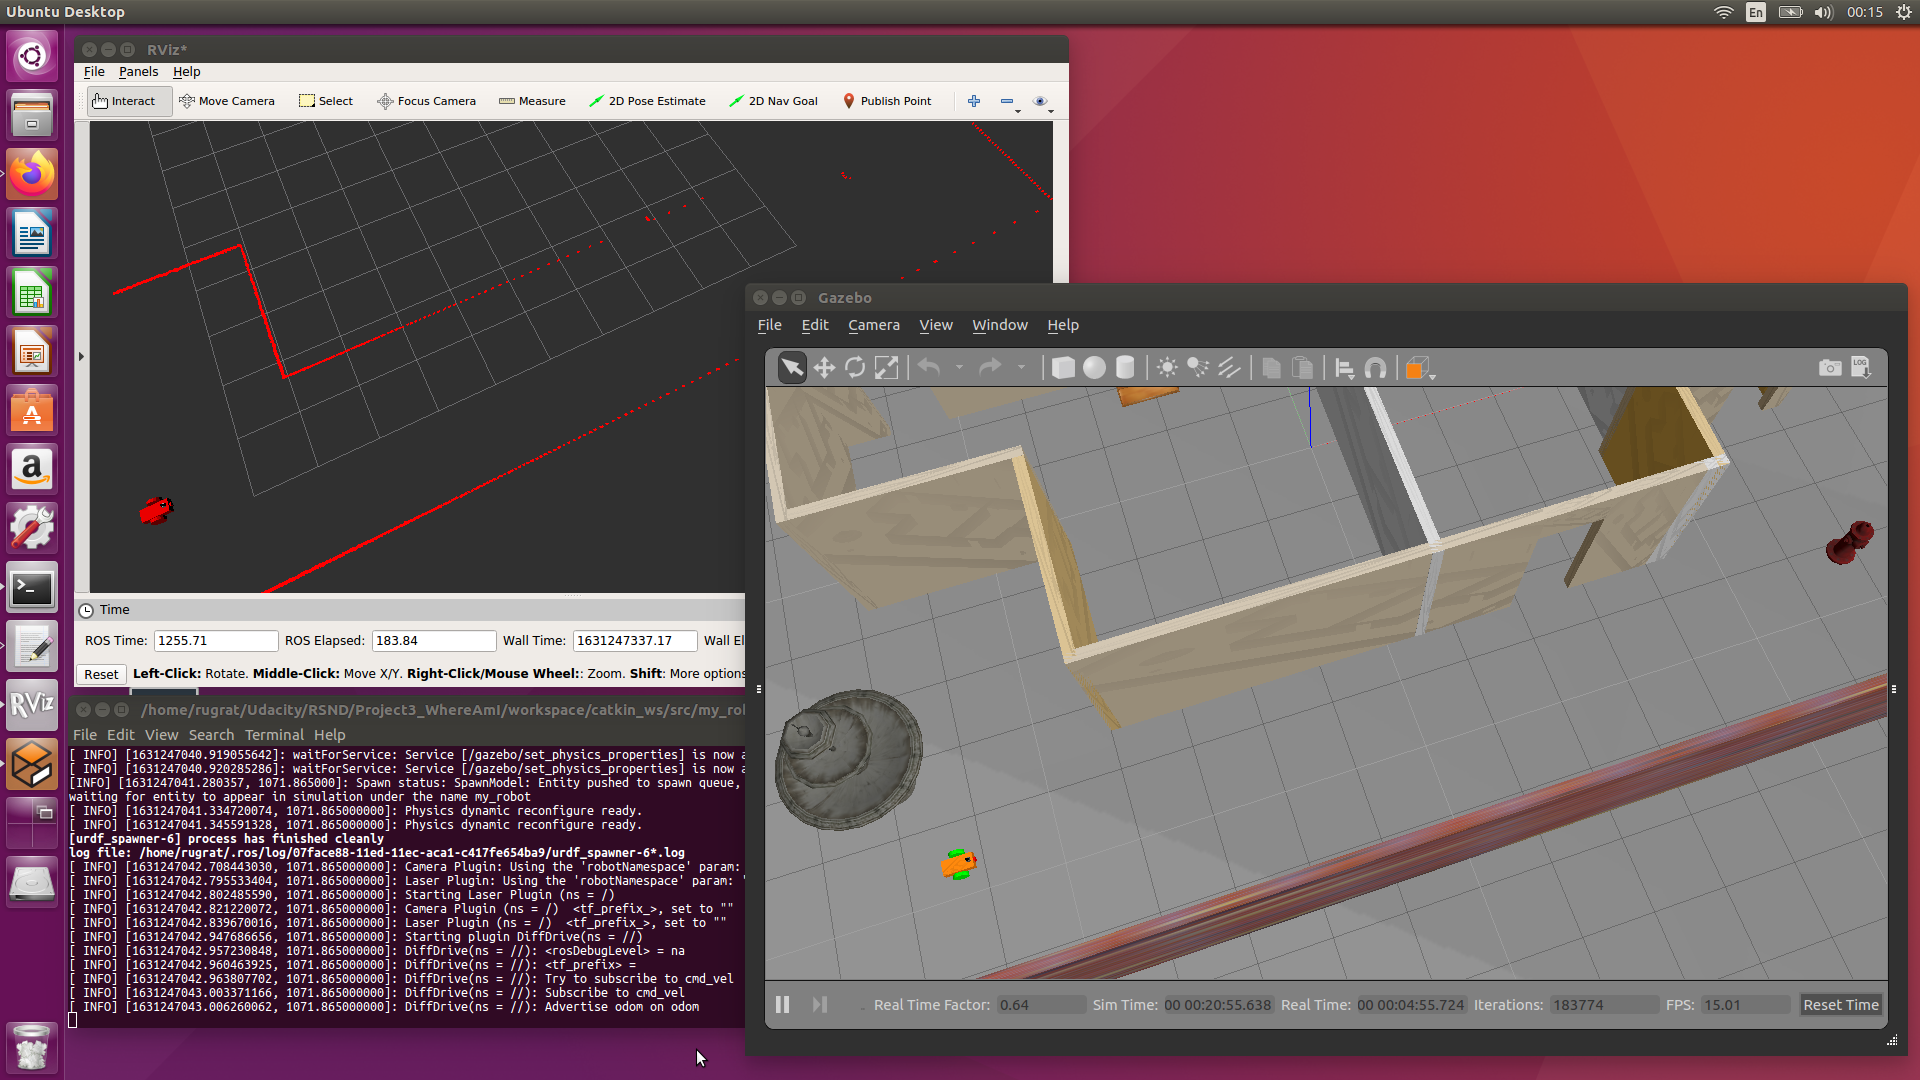 Ubuntu Desktop
En
00:15
RViz*
File Panels Help
Interact Move Camera Select Focus Camera Measure 2D Pose Estimate 2D Nav Goal Publish Point
Time
ROS Time: 1255.71 ROS Elapsed: 183.84 Wall Time: 1631247337.17 Wall El
Reset Left-Click: Rotate. Middle-Click: Move X/Y. Right-Click/Mouse Wheel:: Zoom. Shift: More options
RViz
a
/home/rugrat/Udacity/RSND/Project3_WhereAmI/workspace/catkin_ws/src/my_ro
File Edit View Search Terminal Help
[ INFO] [1631247040.919055642]: waitForService: Service [/gazebo/set_physics_properties] is now a
[ INFO] [1631247040.920285286]: waitForService: Service [/gazebo/set_physics_properties] is now a
[INFO] [1631247041.280357, 1071.865000]: Spawn status: SpawnModel: Entity pushed to spawn queue,
waiting for entity to appear in simulation under the name my_robot
[ INFO] [1631247041.334720074, 1071.865000000]: Physics dynamic reconfigure ready.
[ INFO] [1631247041.345591328, 1071.865000000]: Physics dynamic reconfigure ready.
[urdf_spawner-6] process has finished cleanly
log file: /home/rugrat/.ros/log/07face88-11ed-11ec-aca1-c417fe654ba9/urdf_spawner-6*.log
[ INFO] [1631247042.708443030, 1071.865000000]: Camera Plugin: Using the 'robotNamespace' param:
[ INFO] [1631247042.795533404, 1071.865000000]: Laser Plugin: Using the 'robotNamespace' param: '
[ INFO] [1631247042.802485590, 1071.865000000]: Starting Laser Plugin (ns = /)
[ INFO] [1631247042.821220072, 1071.865000000]: Camera Plugin (ns = /)  <tf_prefix_>, set to ""
[ INFO] [1631247042.839670016, 1071.865000000]: Laser Plugin (ns = /)  <tf_prefix_>, set to ""
[ INFO] [1631247042.947686656, 1071.865000000]: Starting plugin DiffDrive(ns = //)
[ INFO] [1631247042.957230848, 1071.865000000]: DiffDrive(ns = //): <rosDebugLevel> = na
[ INFO] [1631247042.960463925, 1071.865000000]: DiffDrive(ns = //): <tf_prefix> =
[ INFO] [1631247042.963807702, 1071.865000000]: DiffDrive(ns = //): Try to subscribe to cmd_vel
[ INFO] [1631247043.003371166, 1071.865000000]: DiffDrive(ns = //): Subscribe to cmd_vel
[ INFO] [1631247043.006260062, 1071.865000000]: DiffDrive(ns = //): Advertise odom on odom
Gazebo
File Edit Camera View Window Help
LOG
Real Time Factor: 0.64 Sim Time: 00 00:20:55.638 Real Time: 00 00:04:55.724 Iterations: 183774 FPS: 15.01 Reset Time